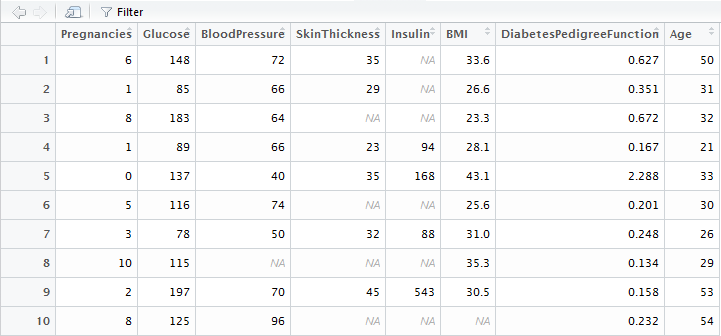 Filter
Pregnancies Glucose BloodPressure SkinThickness Insulin BMI DiabetesPedigreeFunction Age
1 6 148 72 35 NA 33.6 0.627 50
2 1 85 66 29 NA 26.6 0.351 31
3 8 183 64 NA NA 23.3 0.672 32
4 1 89 66 23 94 28.1 0.167 21
5 0 137 40 35 168 43.1 2.288 33
6 5 116 74 NA NA 25.6 0.201 30
7 3 78 50 32 88 31.0 0.248 26
8 10 115 NA NA NA 35.3 0.134 29
9 2 197 70 45 543 30.5 0.158 53
10 8 125 96 NA NA NA 0.232 54